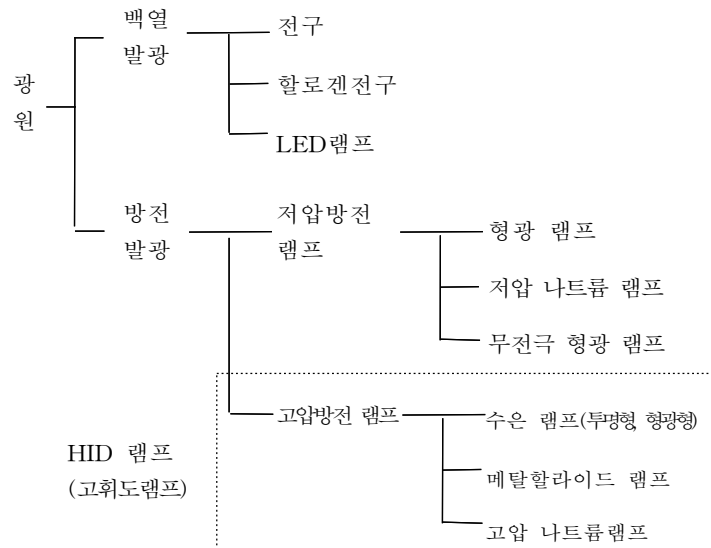 광원
백열
발광
전구
할로겐전구
LED램프
방전
발광
저압방전
램프
형광 램프
저압 나트륨 램프
무전극 형광 램프
고압방전 램프
수은 램프(투명형, 형광형)
메탈할라이드 램프
고압 나트륨램프
HID 램프
(고휘도램프)